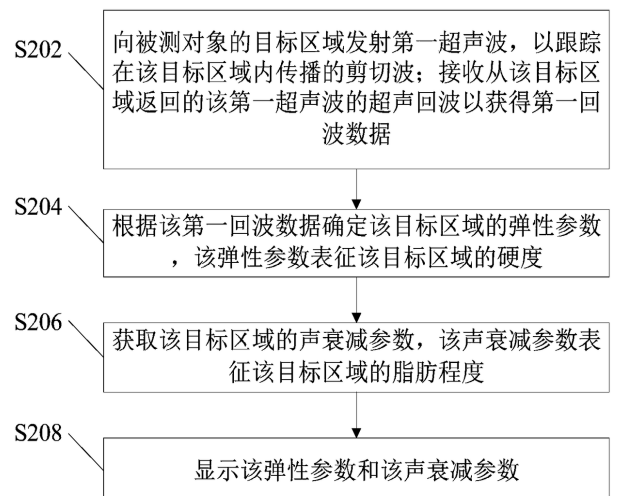 S202
向被测对象的目标区域发射第一超声波，以跟踪
在该目标区域内传播的剪切波；接收从该目标区
域返回的该第一超声波的超声回波以获得第一回
波数据
S204
根据该第一回波数据确定该目标区域的弹性参数
，该弹性参数表征该目标区域的硬度
S206
获取该目标区域的声衰减参数，该声衰减参数表
征该目标区域的脂肪程度
S208
显示该弹性参数和该声衰减参数